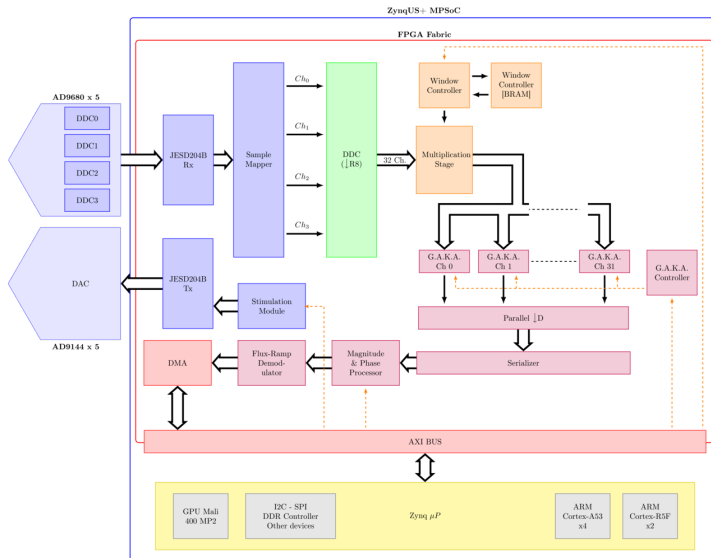 ZynqUS+ MPSoC
FPGA Fabric
AD9680 x 5
DDC0
DDC1
DDC2
DDC3
JESD204B
Rx
Sample
Mapper
Ch0
Ch1
Ch2
Ch3
DDC
(↓R8)
32 Ch.
Window
Controller
Window
Controller
[BRAM]
Multiplication
Stage
G.A.K.A.
Ch 0
G.A.K.A.
Ch 1
G.A.K.A.
Ch 31
G.A.K.A.
Controller
DAC
AD9144 x 5
JESD204B
Tx
Stimulation
Module
Parallel ↓D
DMA
Flux-Ramp
Demod-
ulator
Magnitude
& Phase
Processor
Serializer
AXI BUS
GPU Mali
400 MP2
I2C - SPI
DDR Controller
Other devices
Zynq μP
ARM
Cortex-A53
x4
ARM
Cortex-R5F
x2